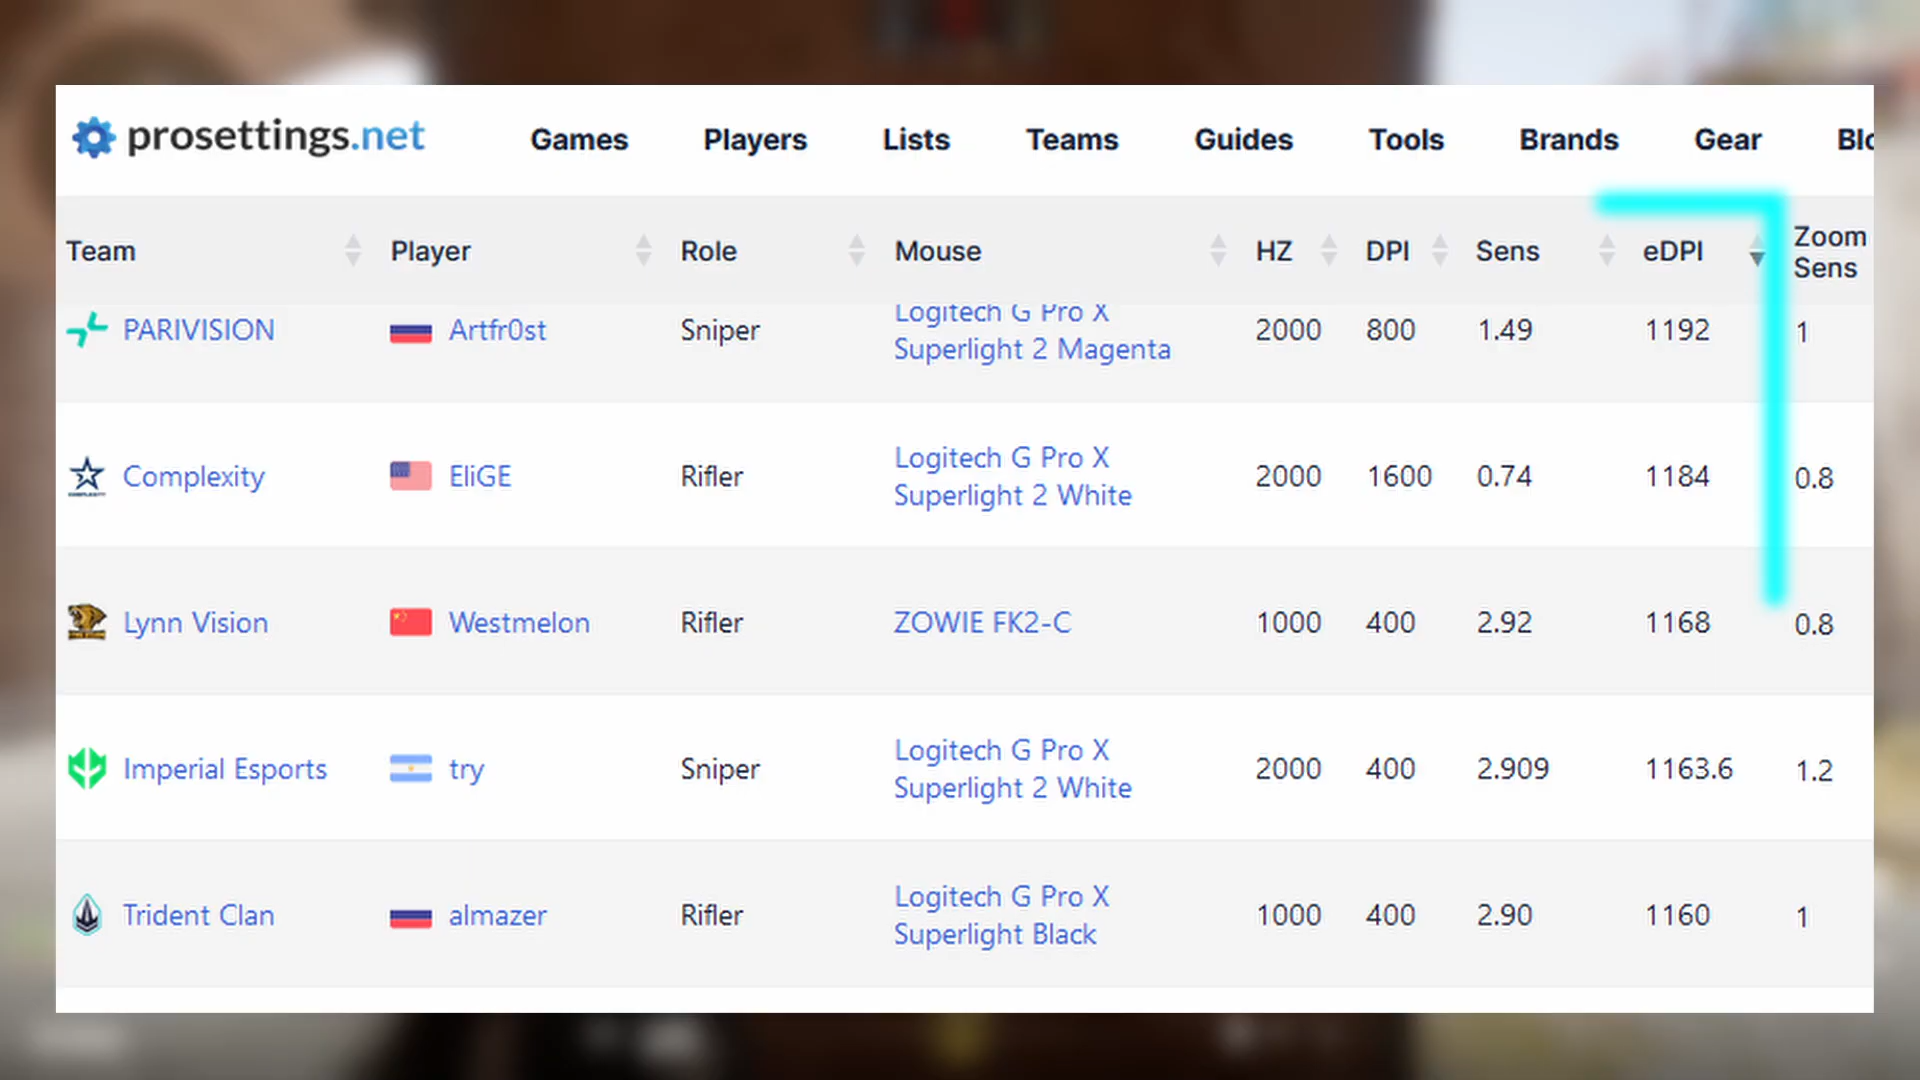 prosettings.net Games Players Lists Teams Guides Tools Brands Gear
Team Player Role Mouse HZ DPI Sens eDPI Zoom Sens
PARIVISION Artfr0st Sniper Logitech G Pro X Superlight 2 Magenta 2000 800 1.49 1192 1
COMPLEXITY Complexity EliGE Rifler Logitech G Pro X Superlight 2 White 2000 1600 0.74 1184 0.8
Lynn Vision Westmelon Rifler ZOWIE FK2-C 1000 400 2.92 1168 0.8
Imperial Esports try Sniper Logitech G Pro X Superlight 2 White 2000 400 2.909 1163.6 1.2
Trident Clan almazer Rifler Logitech G Pro X Superlight Black 1000 400 2.90 1160 1